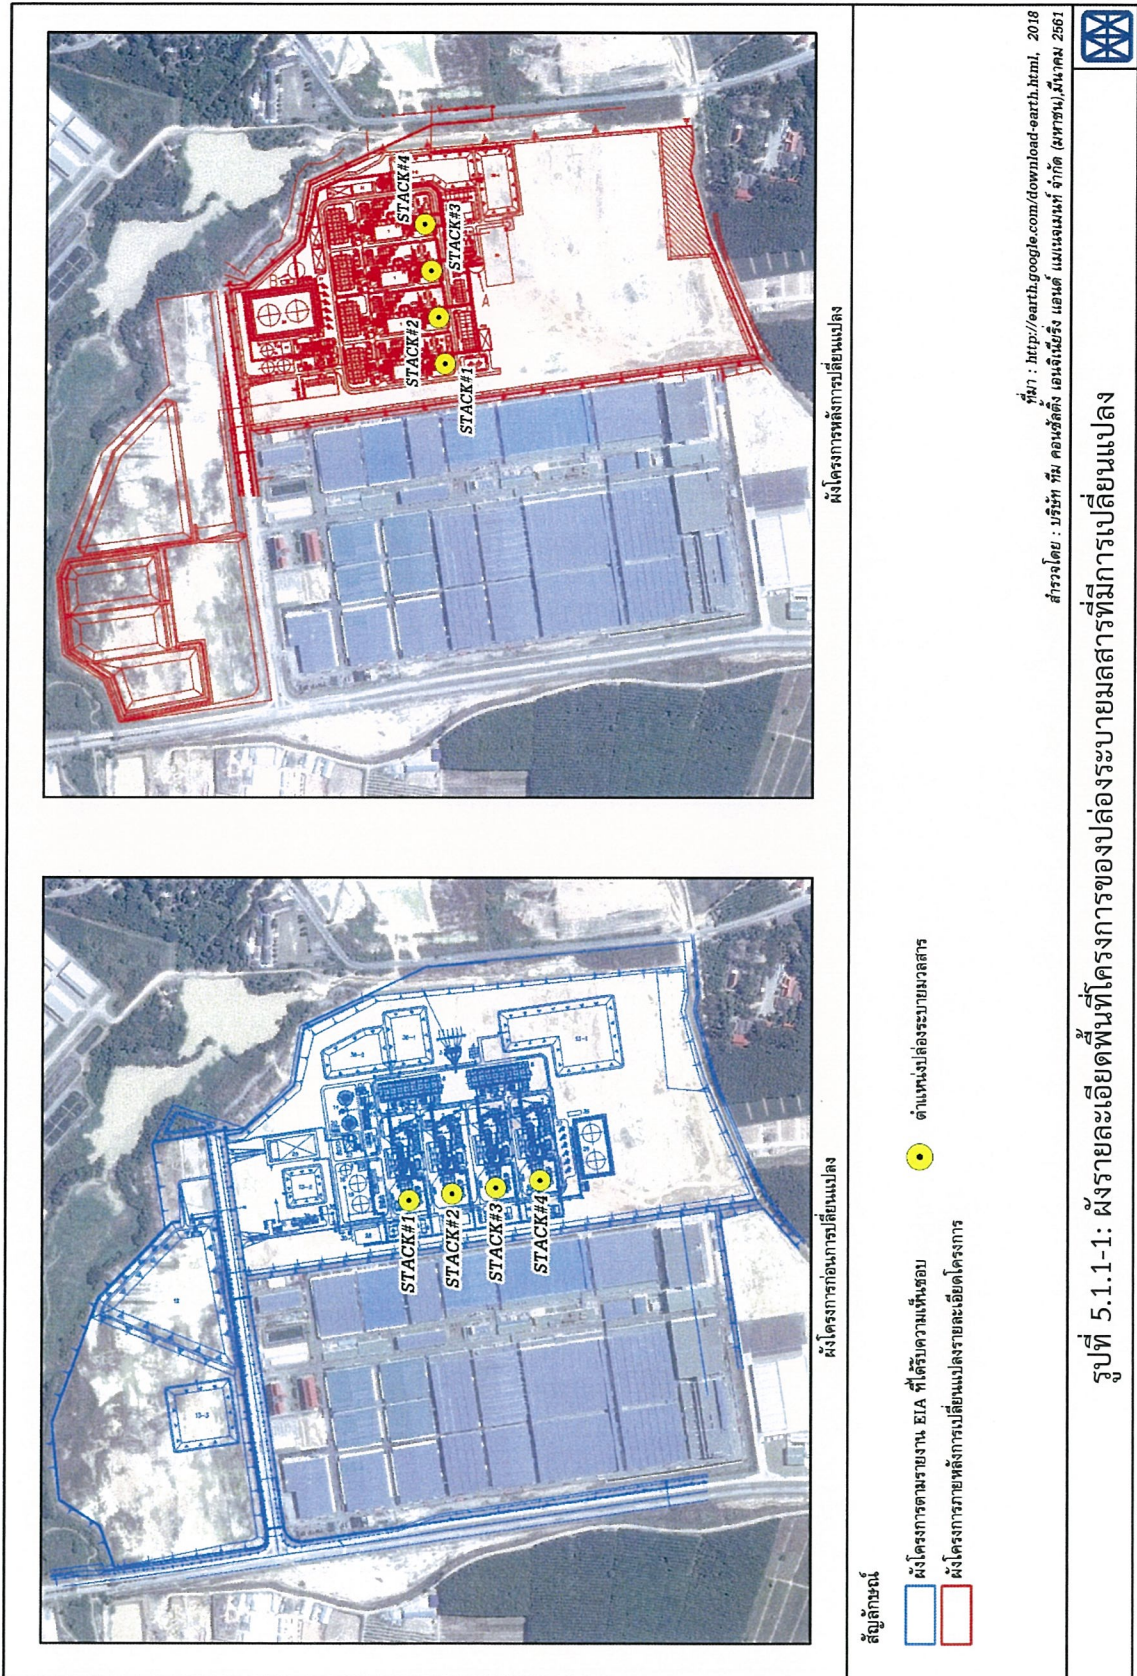 STACK#1
STACK#2
STACK#3
STACK#4
13-3
12
13-2
13-1
ผังโครงการก่อนการเปลี่ยนแปลง
STACK#1
STACK#2
STACK#3
STACK#4
A
B
ผังโครงการหลังการเปลี่ยนแปลง
สัญลักษณ์
ผังโครงการตามรายงาน EIA ที่ได้รับความเห็นชอบ
ผังโครงการภายหลังการเปลี่ยนแปลงรายละเอียดโครงการ
ตำแหน่งปล่องระบายมวลสาร
ที่มา : http://earth.google.com/download-earth.html, 2018
สำรวจโดย : บริษัท ทีม คอนซัลติ้ง เอนจิเนียริ่ง แอนด์ แมเนจเมนท์ จำกัด (มหาชน),มีนาคม 2561
รูปที่ 5.1.1-1: ผังรายละเอียดพื้นที่โครงการของปล่องระบายมลสารที่มีการเปลี่ยนแปลง